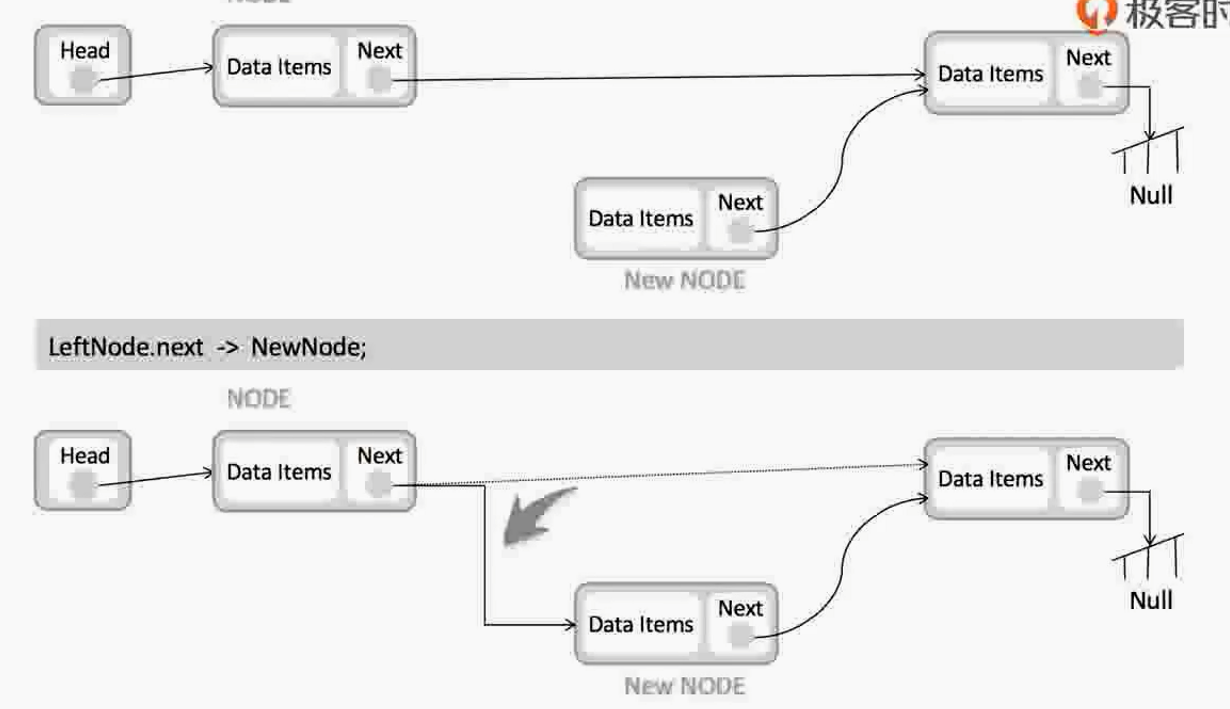 NODE
极客时
Head
Data Items
Next
Data Items
Next
Null
Data Items
Next
New NODE
LeftNode.next -> NewNode;
NODE
Head
Data Items
Next
Data Items
Next
Null
Data Items
Next
New NODE